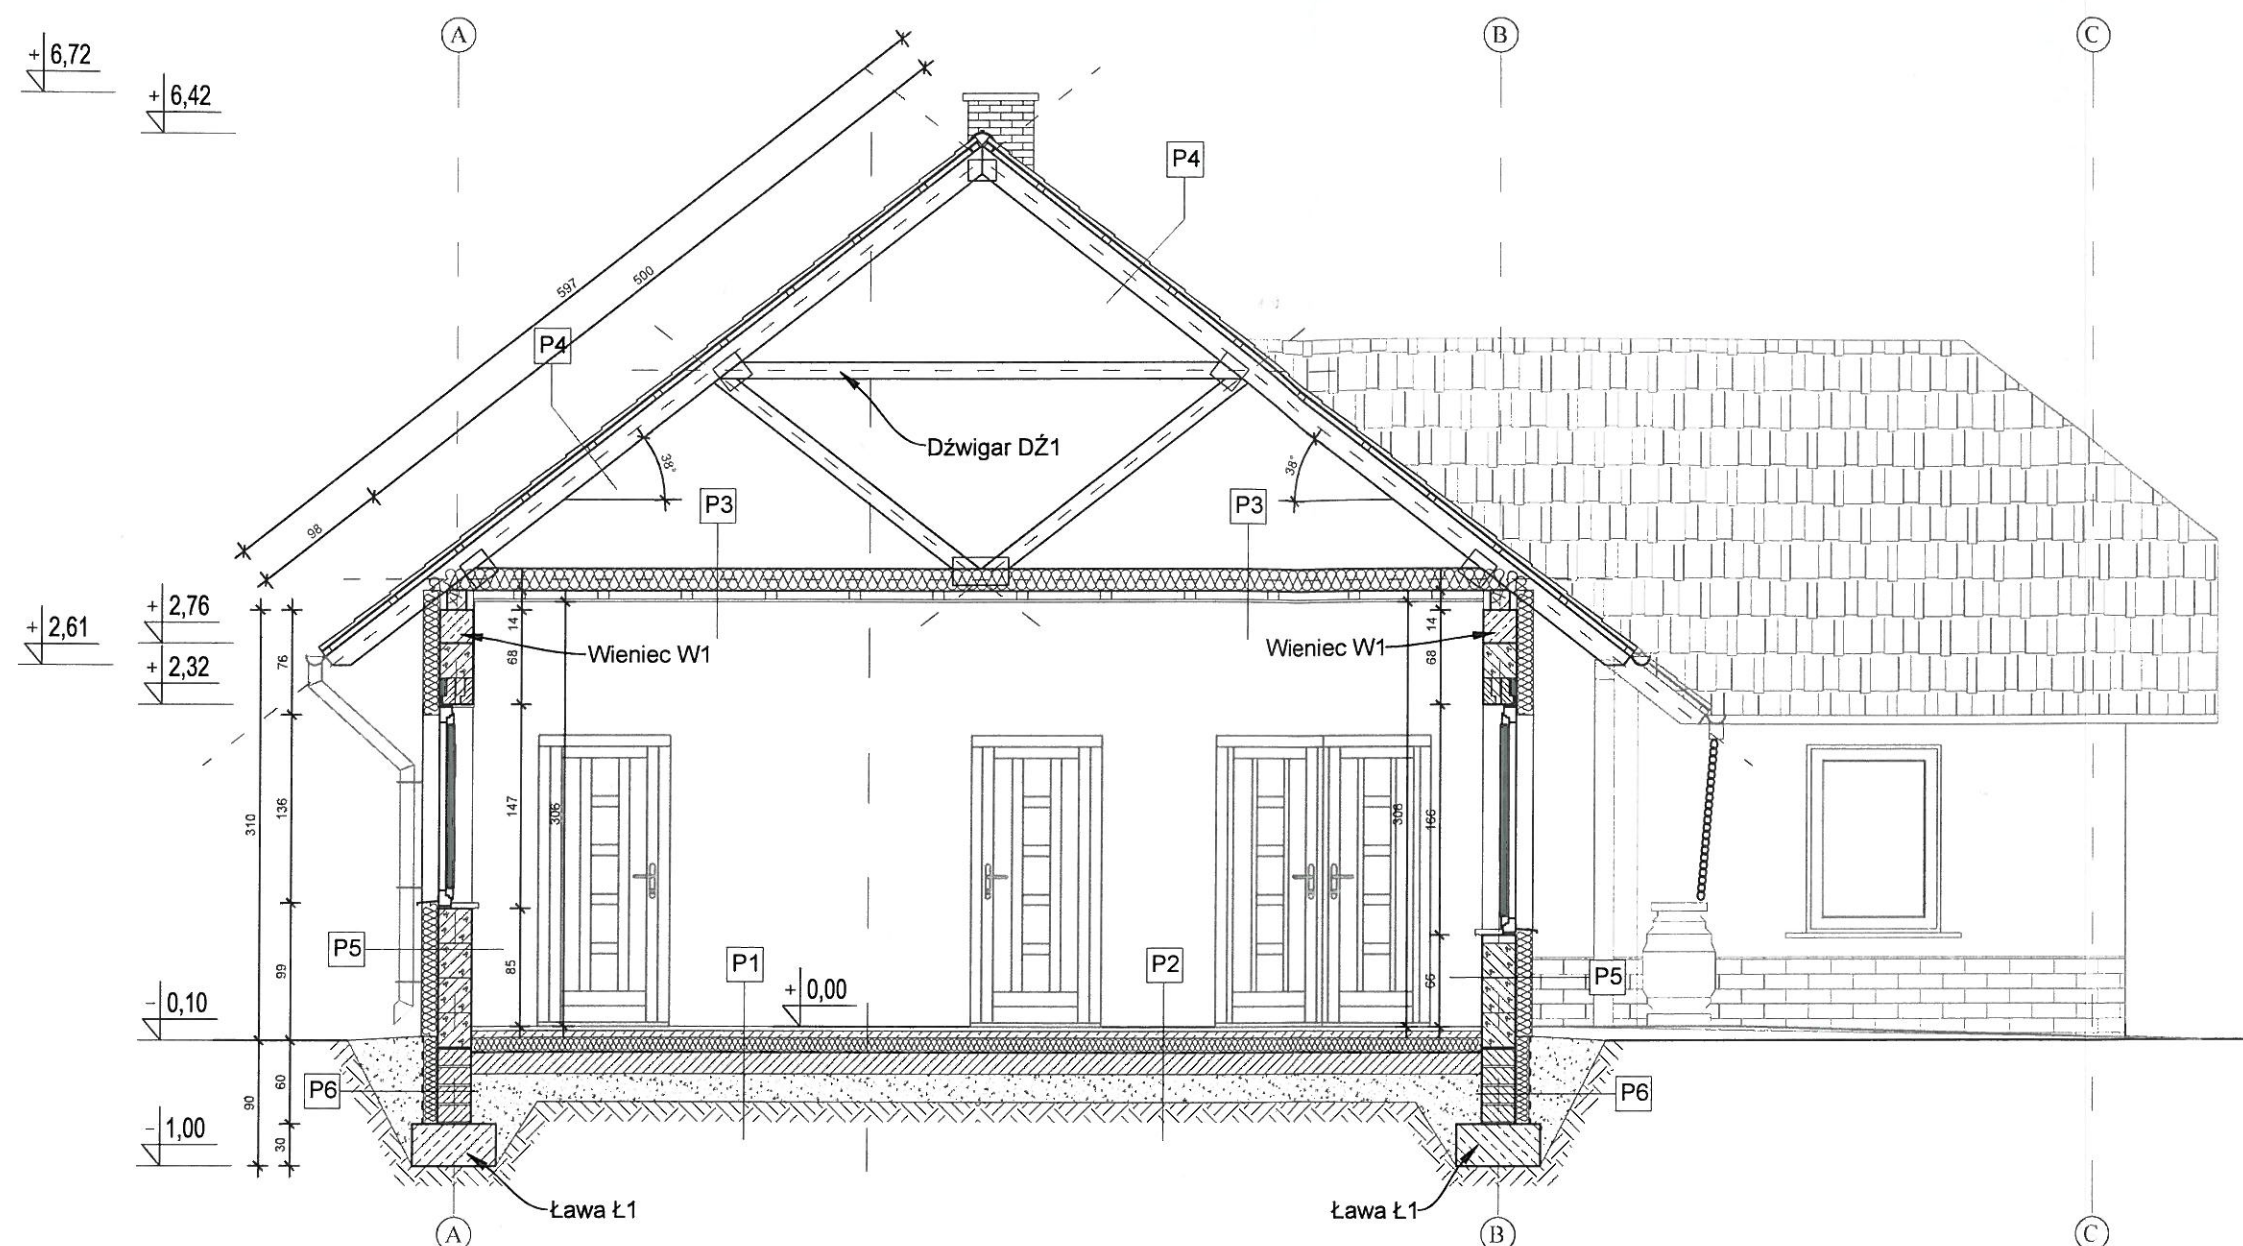 A
B
C
+ 6,72
+ 6,42
P4
597
500
P4
Dźwigar DŹ1
38°
38°
P3
P3
98
+ 2,76
+ 2,61
+ 2,32
14
14
Wieniec W1
Wieniec W1
76
68
68
310
136
147
306
306
166
P5
99
85
P1
P2
66
P5
+ 0,00
- 0,10
60
P6
P6
90
- 1,00
30
Ława Ł1
Ława Ł1
A
B
C